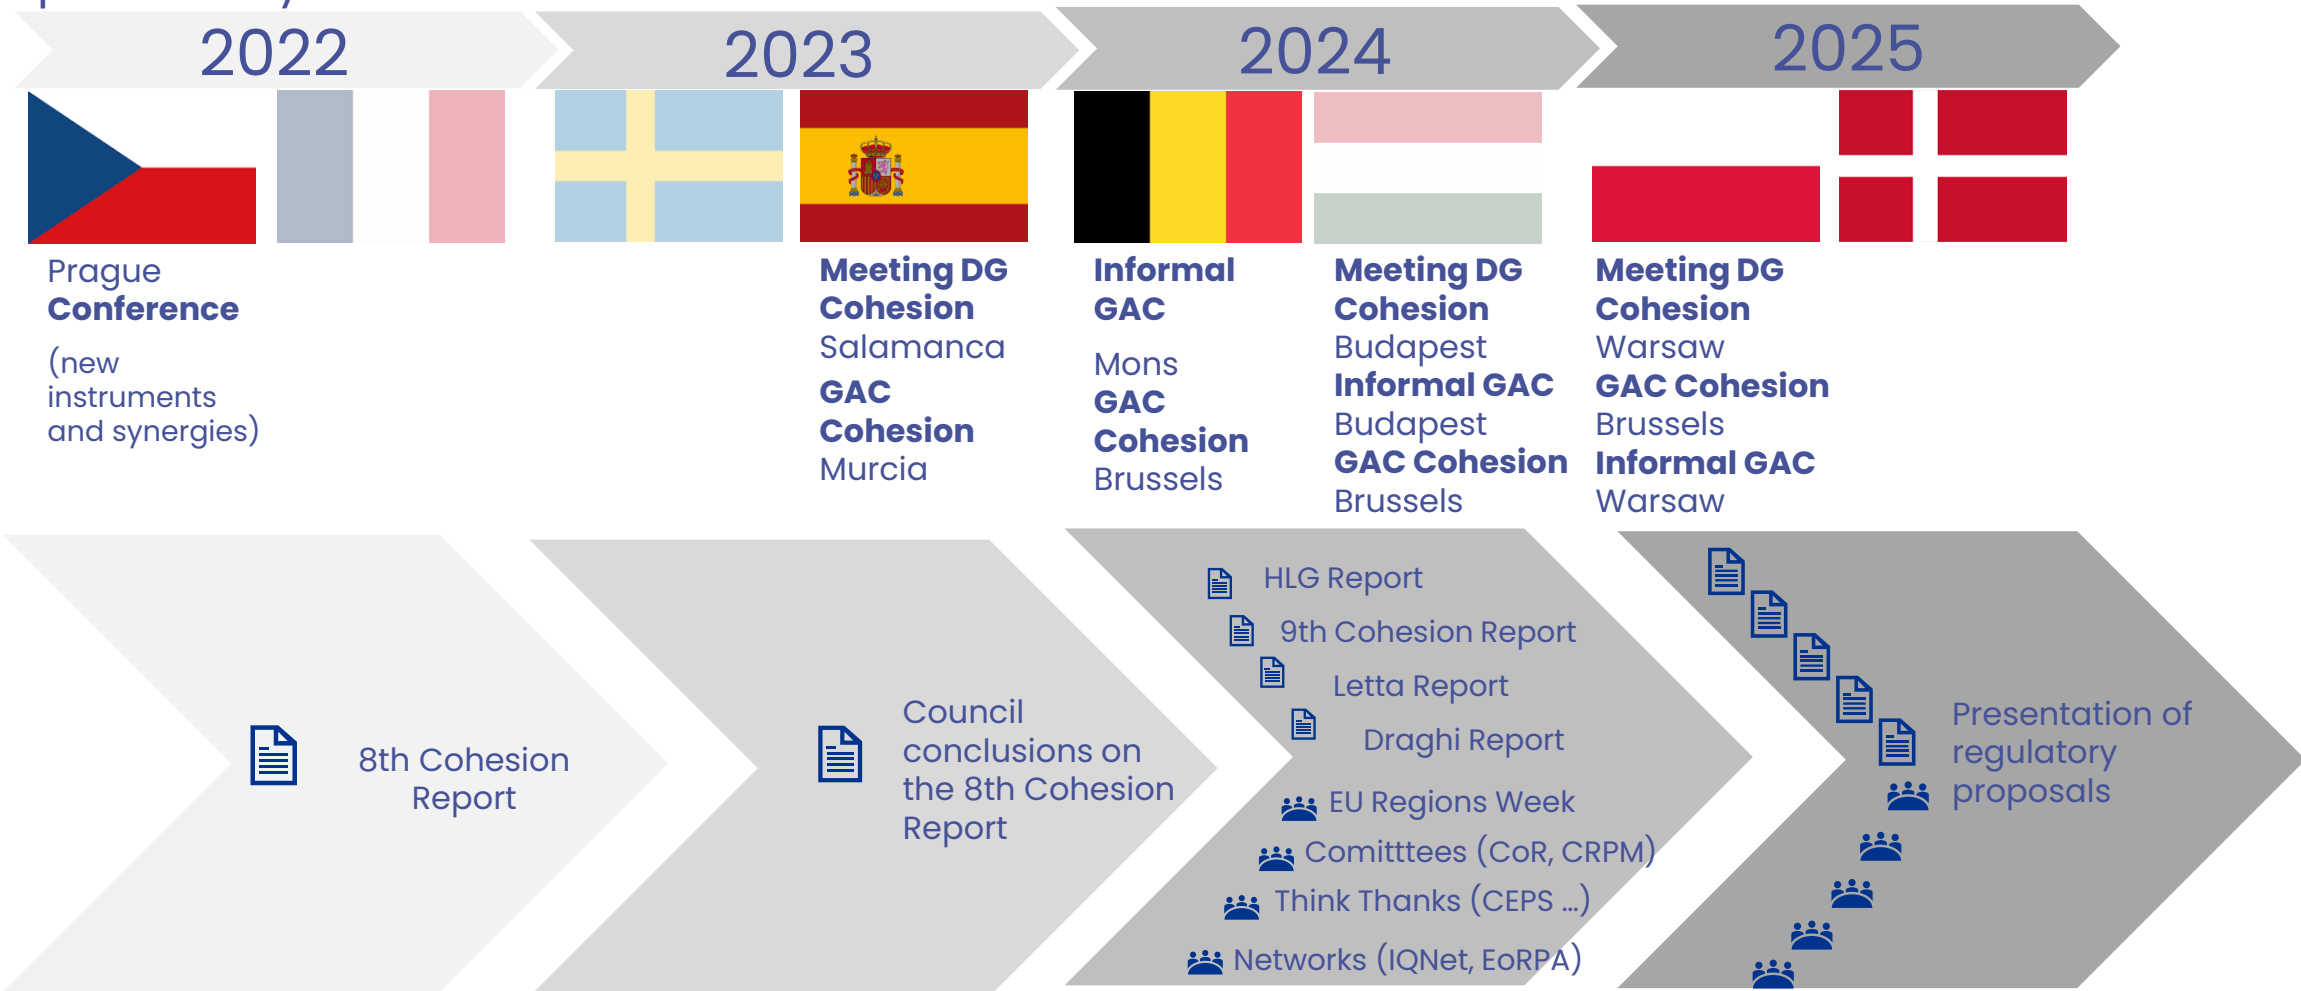 2022
2023
2024
2025
Prague
Conference
(new
instruments
and synergies)
Meeting DG
Cohesion
Salamanca
GAC
Cohesion
Murcia
Informal
GAC
Mons
GAC
Cohesion
Brussels
Meeting DG
Cohesion
Budapest
Informal GAC
Budapest
GAC Cohesion
Brussels
Meeting DG
Cohesion
Warsaw
GAC Cohesion
Brussels
Informal GAC
Warsaw
8th Cohesion
Report
Council
conclusions on
the 8th Cohesion
Report
HLG Report
9th Cohesion Report
Letta Report
Draghi Report
EU Regions Week
Comitttees (CoR, CRPM)
Think Thanks (CEPS ...)
Networks (IQNet, EoRPA)
Presentation of
regulatory
proposals